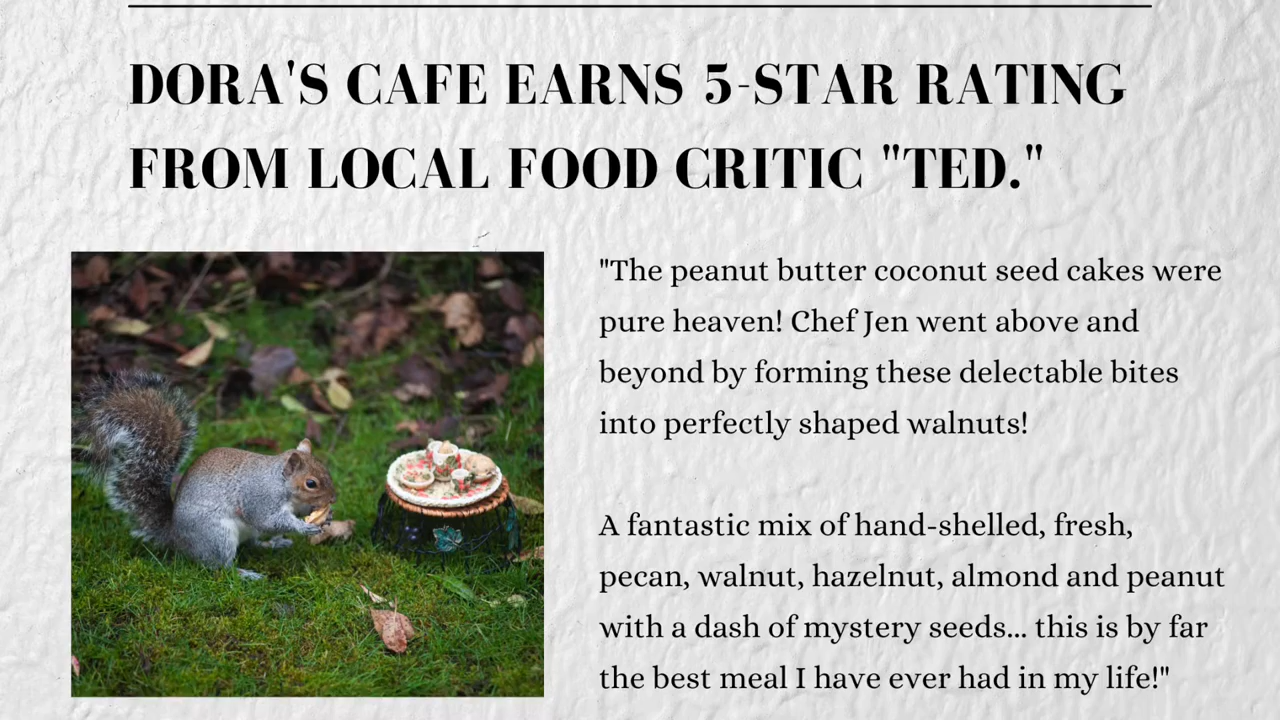 DORA'S CAFE EARNS 5-STAR RATING
FROM LOCAL FOOD CRITIC "TED."
"The peanut butter coconut seed cakes were
pure heaven! Chef Jen went above and
beyond by forming these delectable bites
into perfectly shaped walnuts!
A fantastic mix of hand-shelled, fresh,
pecan, walnut, hazelnut, almond and peanut
with a dash of mystery seeds... this is by far
the best meal I have ever had in my life!"